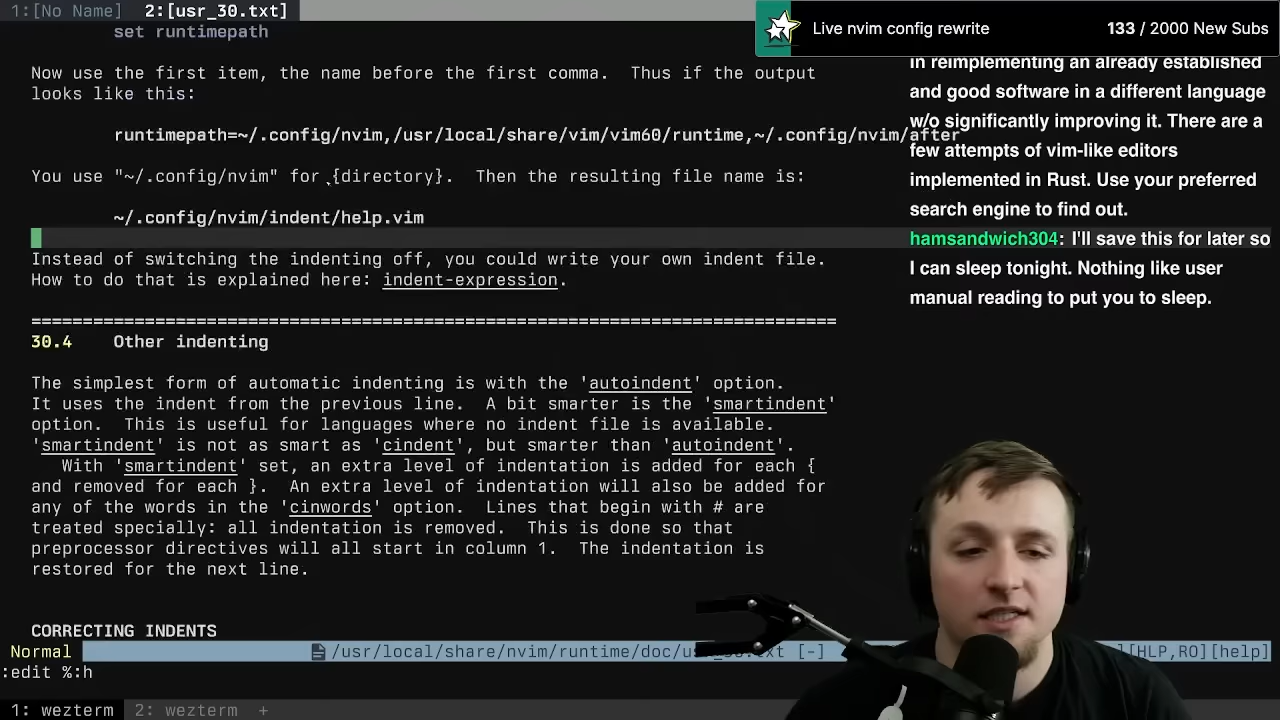 1:[No Name]  2:[usr_30.txt]
set runtimepath
Now use the first item, the name before the first comma.  Thus if the output
looks like this:
runtimepath=~/.config/nvim,/usr/local/share/vim/vim60/runtime,~/.config/nvim/after
You use "~/.config/nvim" for {directory}.  Then the resulting file name is:
~/.config/nvim/indent/help.vim
Instead of switching the indenting off, you could write your own indent file.
How to do that is explained here: indent-expression.
==============================================================================
30.4    Other indenting
The simplest form of automatic indenting is with the 'autoindent' option.
It uses the indent from the previous line.  A bit smarter is the 'smartindent'
option.  This is useful for languages where no indent file is available.
'smartindent' is not as smart as 'cindent', but smarter than 'autoindent'.
With 'smartindent' set, an extra level of indentation is added for each {
and removed for each }.  An extra level of indentation will also be added for
any of the words in the 'cinwords' option.  Lines that begin with # are
treated specially: all indentation is removed.  This is done so that
preprocessor directives will all start in column 1.  The indentation is
restored for the next line.
CORRECTING INDENTS
Normal /usr/local/share/nvim/runtime/doc/usr_30.txt [-] [HLP,RO][help]
:edit %:h
1: wezterm  2: wezterm  +
Live nvim config rewrite  133 / 2000 New Subs
in reimplementing an already established
and good software in a different language
w/o significantly improving it. There are a
few attempts of vim-like editors
implemented in Rust. Use your preferred
search engine to find out.
hamsandwich304: I'll save this for later so
I can sleep tonight. Nothing like user
manual reading to put you to sleep.